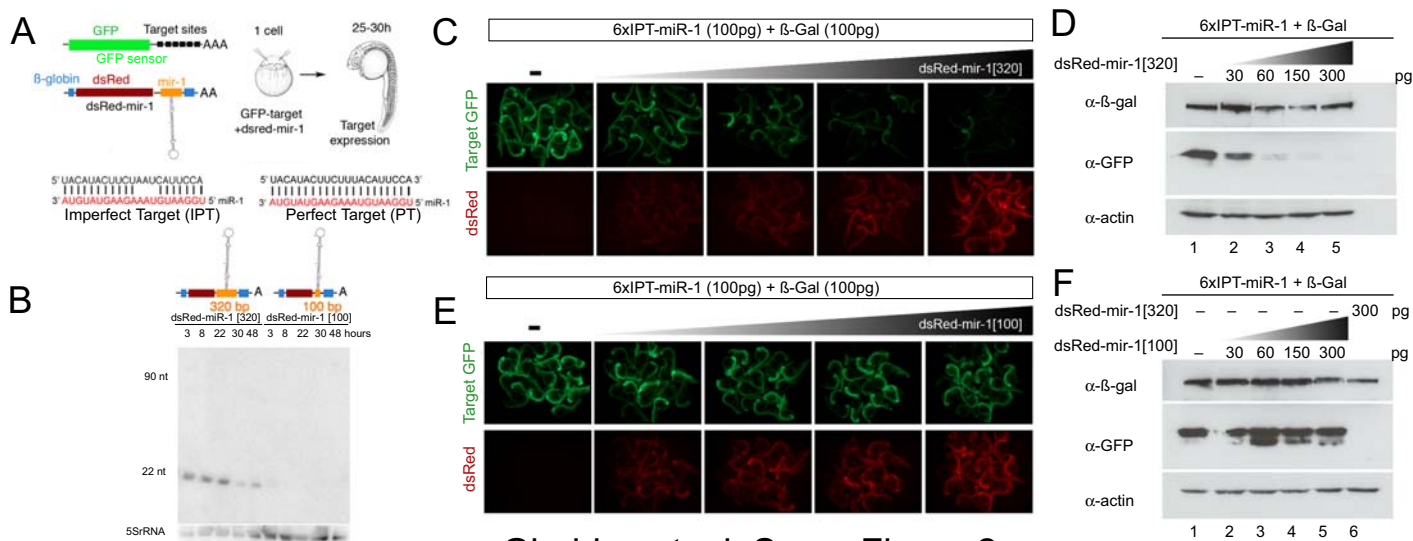 A
GFP
Target sites
AAA
GFP sensor
ß-globin
dsRed
mir-1
AA
dsRed-mir-1
1 cell
25-30h
GFP-target
+dsred-mir-1
Target
expression
5' UACAUACUUCUUAAUCAUUCCA
3' AUGUAUGAAGAAAUGUAAGGU 5' miR-1
Imperfect Target (IPT)
5' UACAUACUUCUUUACAUUCCA 3'
3' AUGUAUGAAGAAAUGUAAGGU 5' miR-1
Perfect Target (PT)
B
A
A
320 bp
100 bp
dsRed-miR-1 [320]
dsRed-mir-1 [100]
3 8 22 30 48 3 8 22 30 48 hours
90 nt
22 nt
5SrRNA
C
6xIPT-miR-1 (100pg) + ß-Gal (100pg)
-
dsRed-mir-1[320]
Target GFP
dsRed
D
6xIPT-miR-1 + ß-Gal
dsRed-mir-1[320]
– 30 60 150 300 pg
α-ß-gal
α-GFP
α-actin
1 2 3 4 5
E
6xIPT-miR-1 (100pg) + ß-Gal (100pg)
-
dsRed-mir-1[100]
Target GFP
dsRed
F
6xIPT-miR-1 + ß-Gal
dsRed-mir-1[320]
– – – – – 300 pg
dsRed-mir-1[100]
– 30 60 150 300 pg
α-ß-gal
α-GFP
α-actin
1 2 3 4 5 6